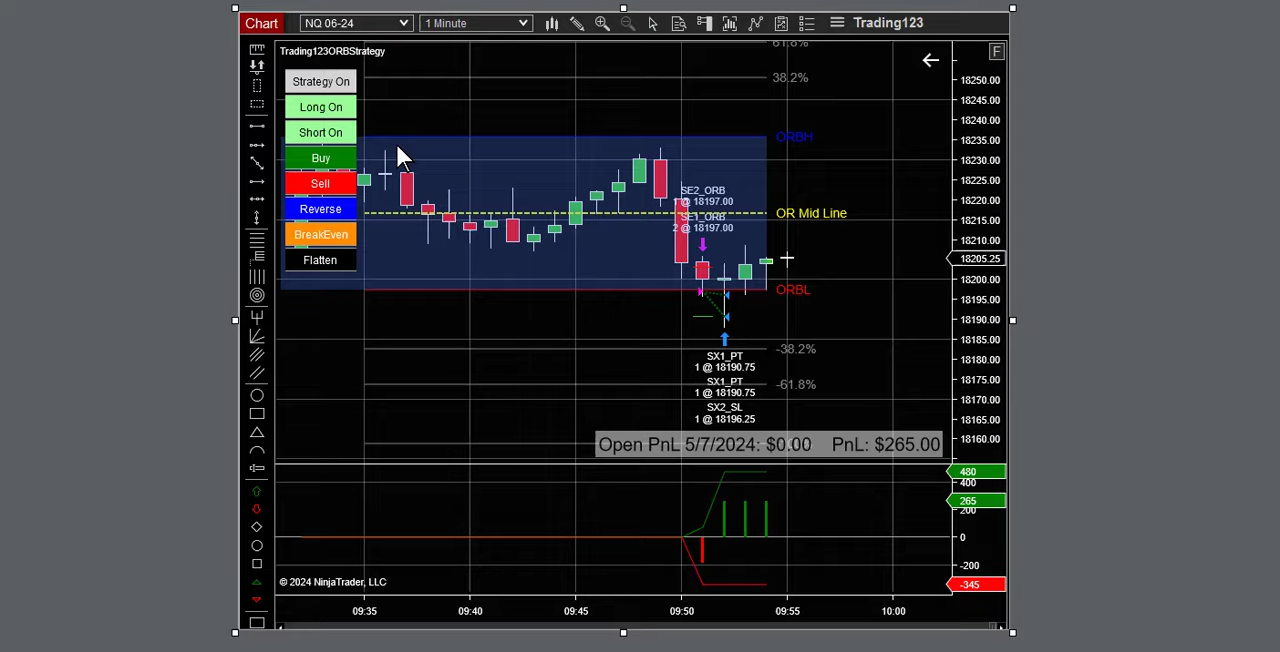 Chart NQ 06-24 1 Minute Trading123
Trading123ORBStrategy
F
61.8%
38.2%
Strategy On
Long On
Short On
Buy
Sell
Reverse
BreakEven
Flatten
ORBH
OR Mid Line
ORBL
-38.2%
-61.8%
SE2_ORB
1 @ 18197.00
SE1_ORB
2 @ 18197.00
SX1_PT
1 @ 18190.75
SX1_PT
1 @ 18190.75
SX2_SL
1 @ 18196.25
18250.00
18245.00
18240.00
18235.00
18230.00
18225.00
18220.00
18215.00
18210.00
18205.25
18200.00
18195.00
18190.00
18185.00
18180.00
18175.00
18170.00
18165.00
18160.00
Open PnL 5/7/2024: $0.00 PnL: $265.00
480
400
265
200
0
-200
-345
© 2024 NinjaTrader, LLC
09:35 09:40 09:45 09:50 09:55 10:00